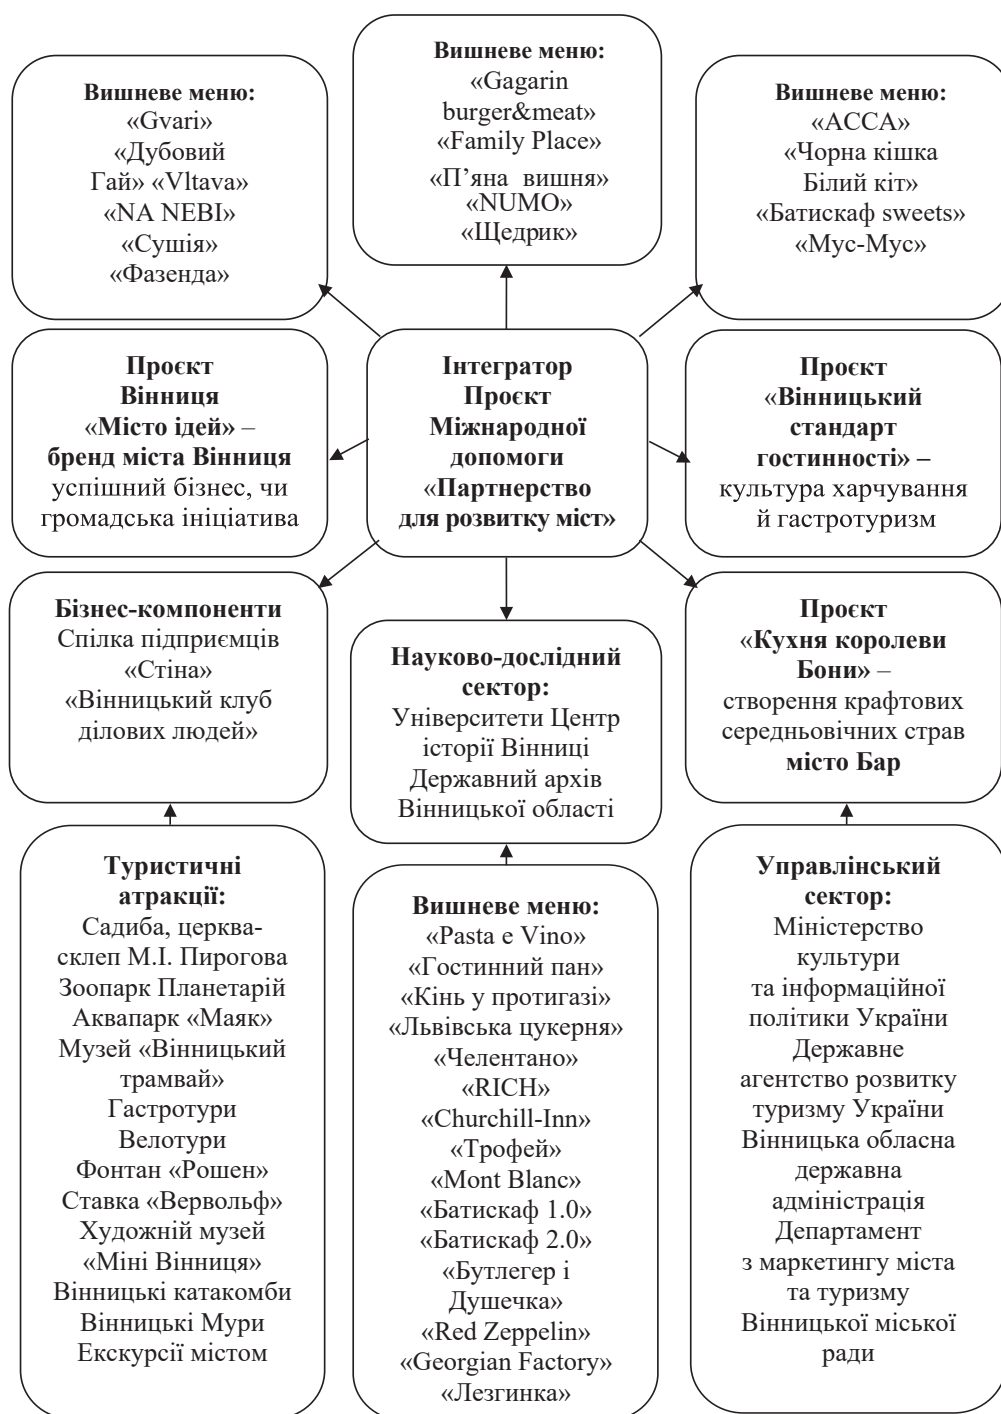 Вишневе меню:
«Gvari»
«Дубовий
Гай» «Vltava»
«NA NEBI»
«Сушія»
«Фазенда»
Вишневе меню:
«Gagarin
burger&meat»
«Family Place»
«П’яна вишня»
«NUMO»
«Щедрик»
Вишневе меню:
«АССА»
«Чорна кішка
Білий кіт»
«Батискаф sweets»
«Мус-Мус»
Проєкт
Вінниця
«Місто ідей» –
бренд міста Вінниця
успішний бізнес, чи
громадська ініціатива
Інтегратор
Проєкт
Міжнародної
допомоги
«Партнерство
для розвитку міст»
Проєкт
«Вінницький
стандарт
гостинності» –
культура харчування
й гастротуризм
Бізнес-компоненти
Спілка підприємців
«Стіна»
«Вінницький клуб
ділових людей»
Науково-дослідний
сектор:
Університети Центр
історії Вінниці
Державний архів
Вінницької області
Проєкт
«Кухня королеви
Бони» –
створення крафтових
середньовічних страв
місто Бар
Туристичні
атракції:
Садиба, церква-
склеп М.І. Пирогова
Зоопарк Планетарій
Аквапарк «Маяк»
Музей «Вінницький
трамвай»
Гастротури
Велотури
Фонтан «Рошен»
Ставка «Вервольф»
Художній музей
«Міні Вінниця»
Вінницькі катакомби
Вінницькі Мури
Екскурсії містом
Вишневе меню:
«Pasta e Vino»
«Гостинний пан»
«Кінь у протигазі»
«Львівська цукерня»
«Челентано»
«RICH»
«Churchill-Inn»
«Трофей»
«Mont Blanc»
«Батискаф 1.0»
«Батискаф 2.0»
«Бутлегер і
Душечка»
«Red Zeppelin»
«Georgian Factory»
«Лезгинка»
Управлінський
сектор:
Міністерство
культури
та інформаційної
політики України
Державне
агентство розвитку
туризму України
Вінницька обласна
державна
адміністрація
Департамент
з маркетингу міста
та туризму
Вінницької міської
ради